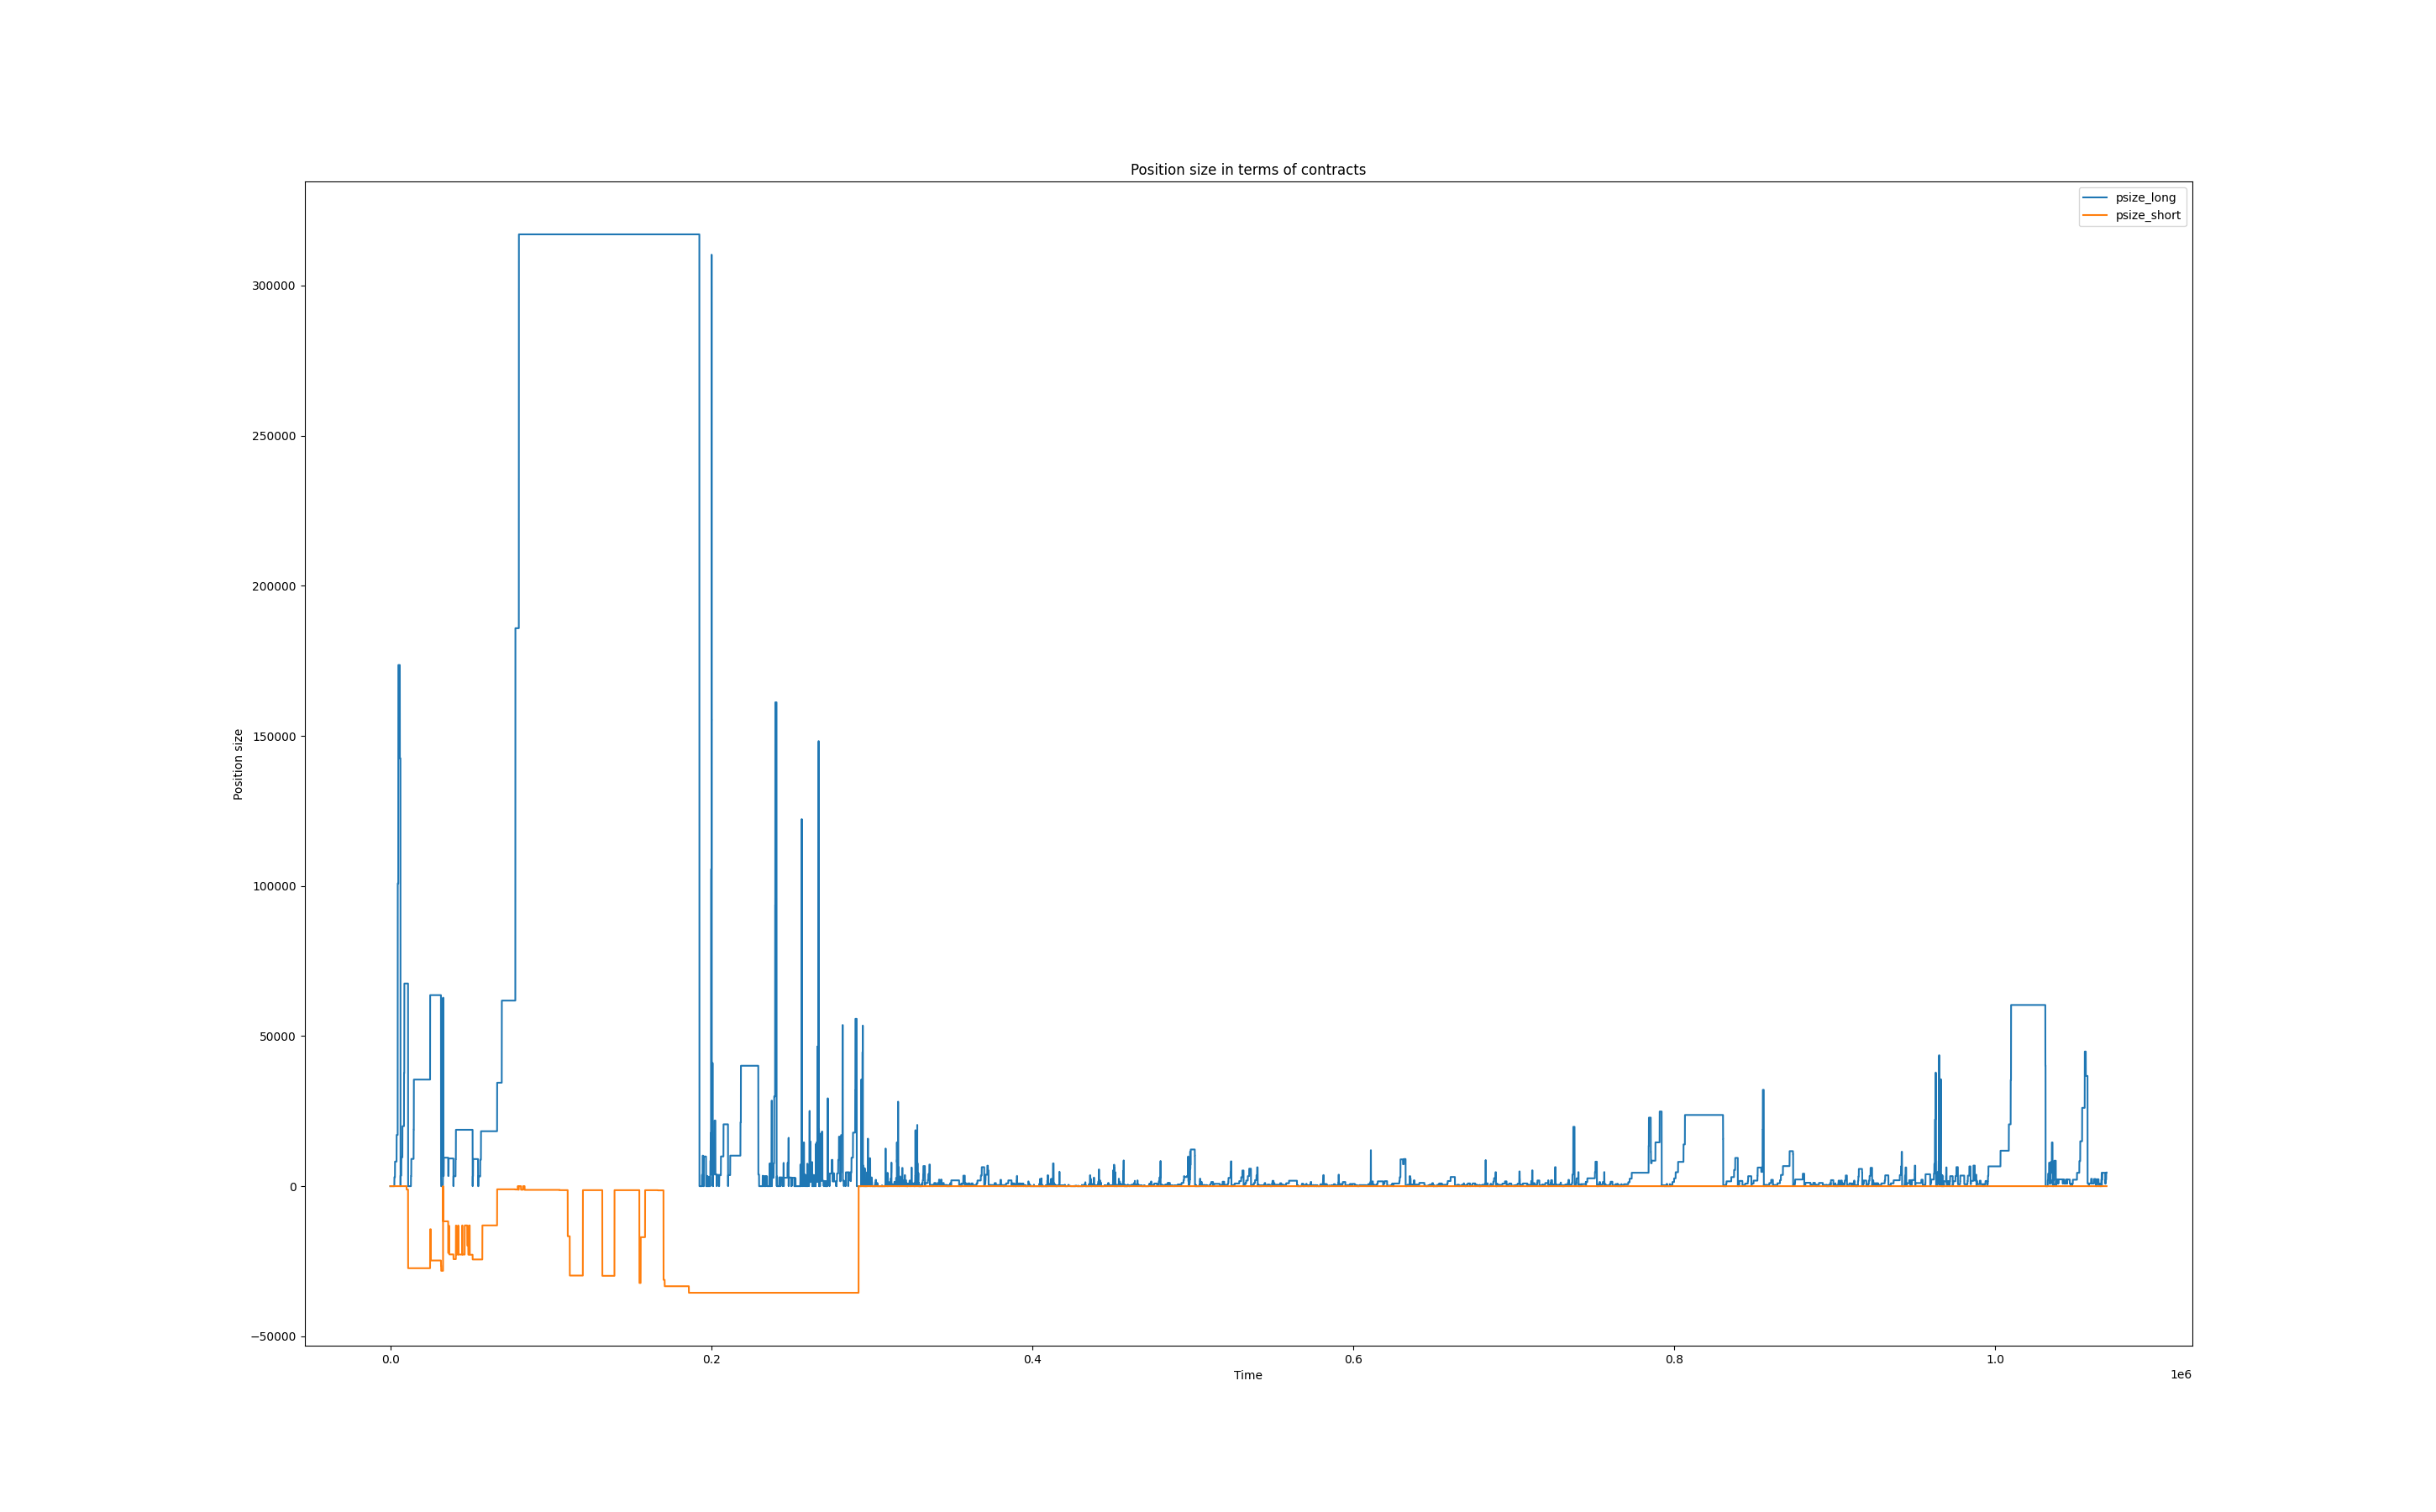 Position size in terms of contracts
psize_long
psize_short
Position size
300000
250000
200000
150000
100000
50000
0
−50000
0.0
0.2
0.4
0.6
0.8
1.0
1e6
Time